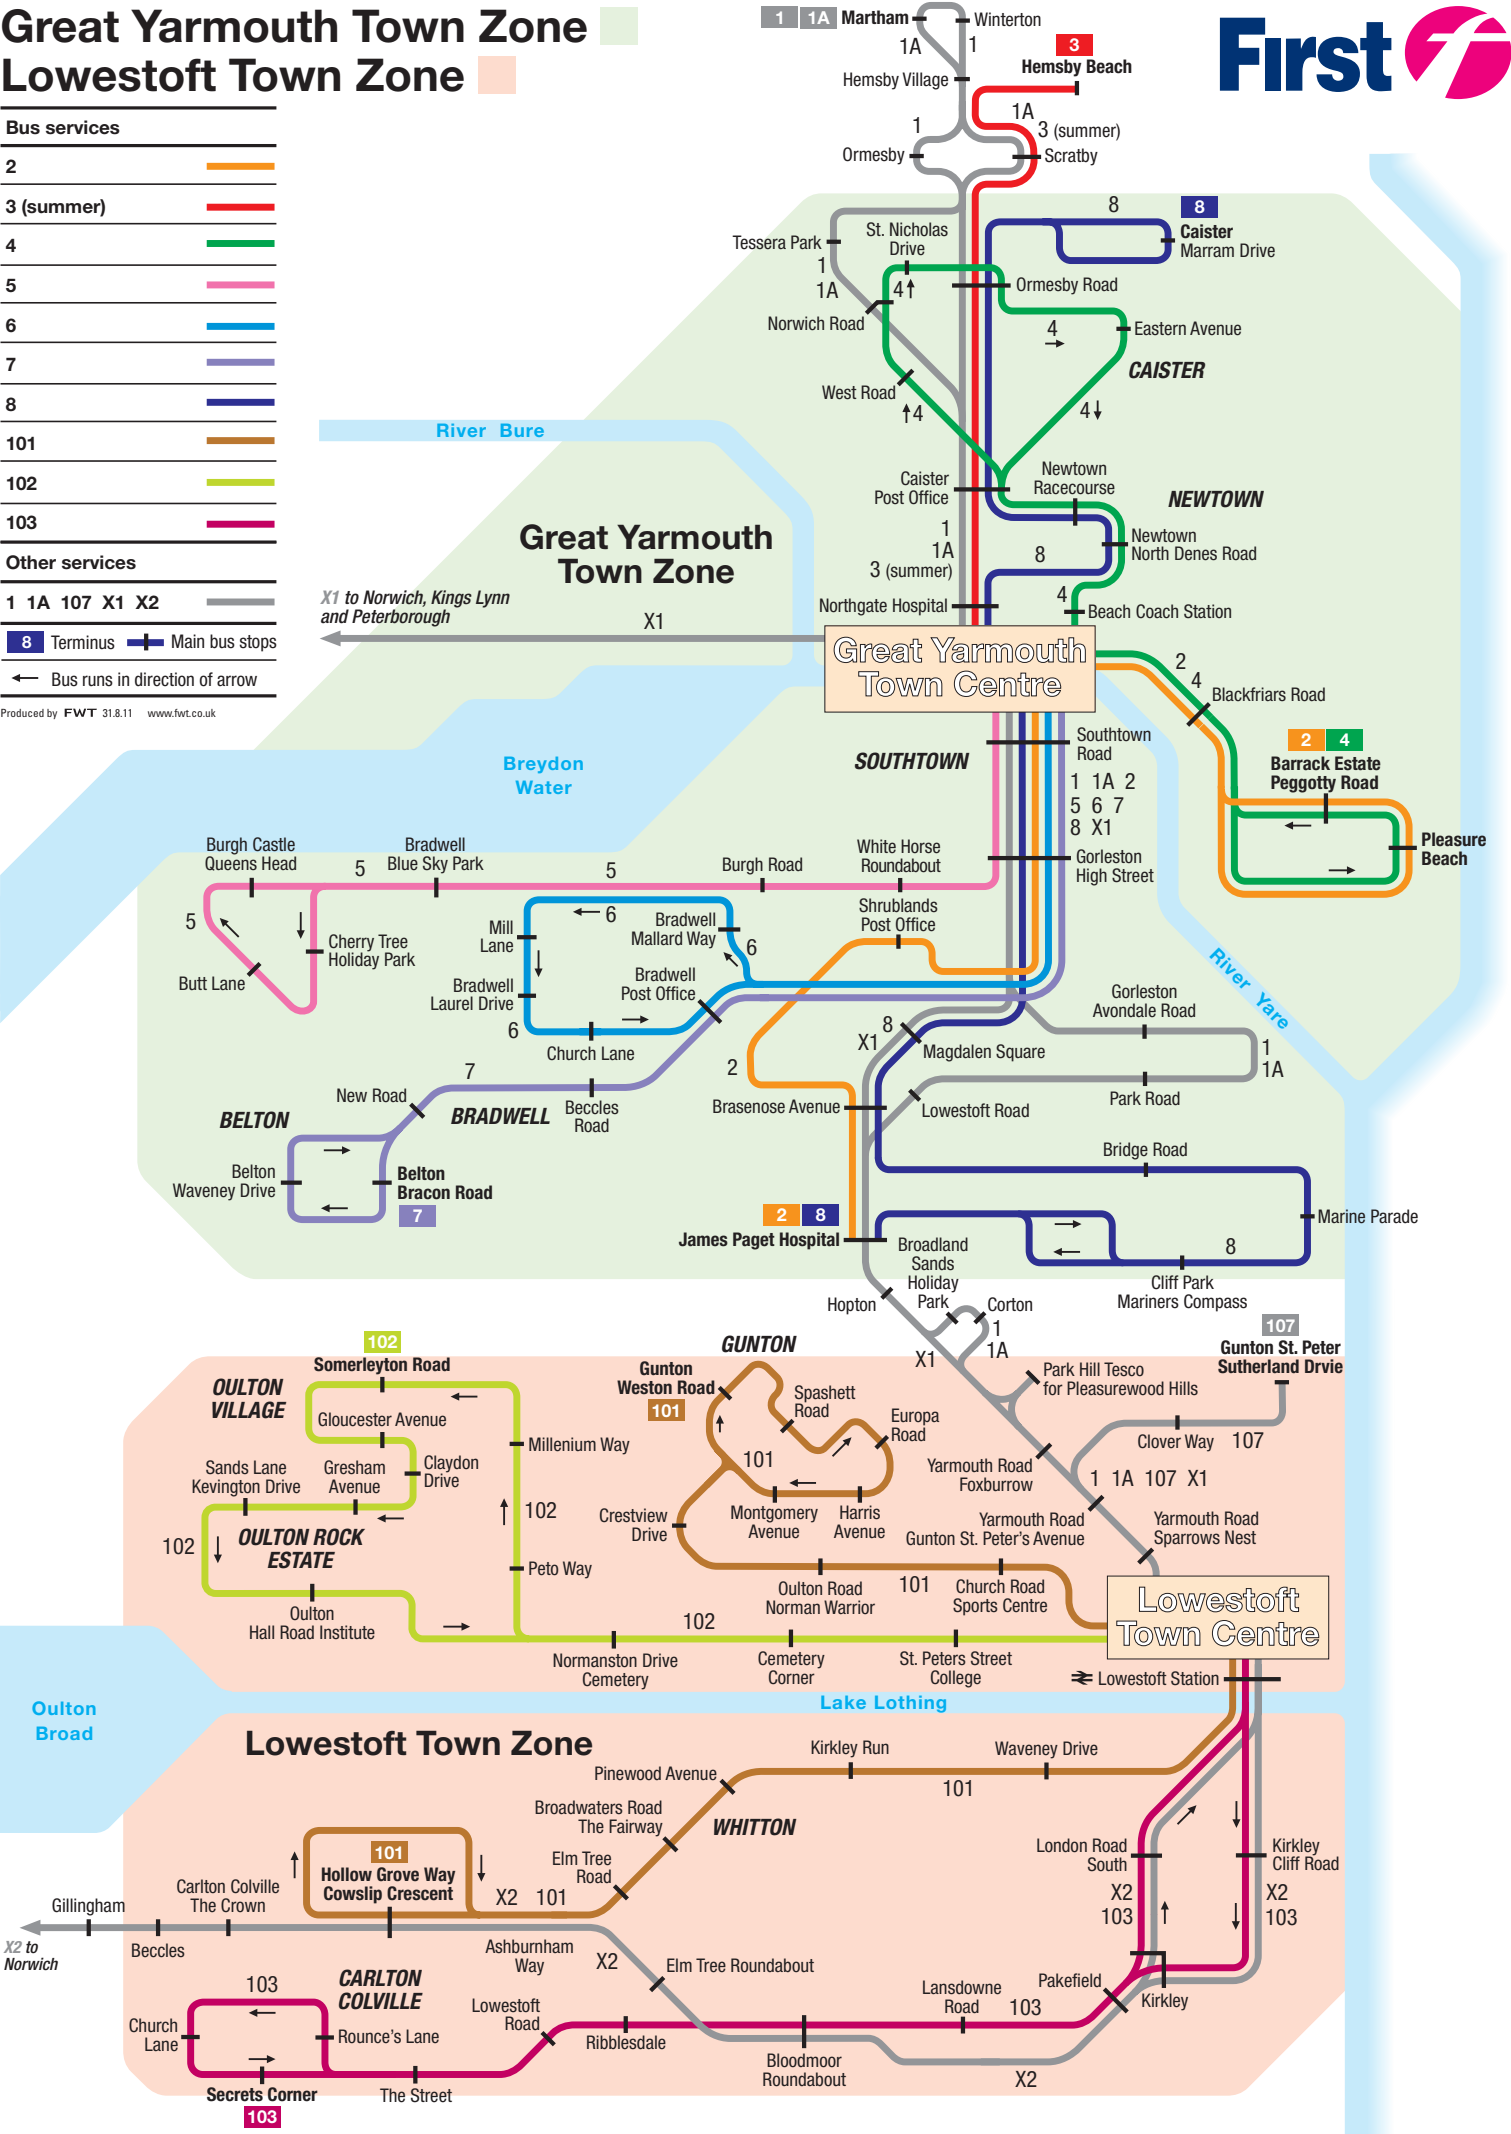 Great Yarmouth Town Zone
Lowestoft Town Zone
First
Bus services
2
3 (summer)
4
5
6
7
8
101
102
103
Other services
1 1A 107 X1 X2
8 Terminus Main bus stops
Bus runs in direction of arrow
Produced by FWT 31.8.11 www.fwt.co.uk
1 1A Martham
Winterton
1A
1
3
Hemsby Beach
Hemsby Village
1A
3 (summer)
1
Ormesby
Scratby
8
8
Caister
Marram Drive
St. Nicholas
Drive
Tessera Park
1
1A
4
Ormesby Road
Norwich Road
4
Eastern Avenue
CAISTER
West Road
4
4
River Bure
Caister
Post Office
Newtown
Racecourse
NEWTOWN
Great Yarmouth
Town Zone
1
1A
3 (summer)
Newtown
North Denes Road
8
4
X1 to Norwich, Kings Lynn
and Peterborough
X1
Northgate Hospital
Beach Coach Station
Great Yarmouth
Town Centre
2
4
Blackfriars Road
2 4
Barrack Estate
Peggotty Road
Pleasure
Beach
Breydon
Water
SOUTHTOWN
Southtown
Road
1 1A 2
5 6 7
8 X1
Burgh Castle
Queens Head
5
Bradwell
Blue Sky Park
5
Burgh Road
White Horse
Roundabout
Gorleston
High Street
5
Cherry Tree
Holiday Park
Butt Lane
Mill
Lane
6
Bradwell
Mallard Way
6
Shrublands
Post Office
Bradwell
Laurel Drive
Bradwell
Post Office
6
Church Lane
River Yare
Gorleston
Avondale Road
8
X1
Magdalen Square
1
1A
2
7
New Road
BELTON
BRADWELL
Beccles
Road
Brasenose Avenue
Lowestoft Road
Park Road
Belton
Waveney Drive
Belton
Bracon Road
7
Bridge Road
Marine Parade
2 8
James Paget Hospital
8
Cliff Park
Mariners Compass
Broadland
Sands
Holiday
Park
Hopton
Corton
1
1A
X1
107
Gunton St. Peter
Sutherland Drvie
Park Hill Tesco
for Pleasurewood Hills
102
Somerleyton Road
OULTON
VILLAGE
Gloucester Avenue
Millenium Way
Claydon
Drive
Sands Lane
Kevington Drive
Gresham
Avenue
102
102
OULTON ROCK
ESTATE
Peto Way
Oulton
Hall Road Institute
GUNTON
Gunton
Weston Road
101
Spashett
Road
Europa
Road
101
Crestview
Drive
Montgomery
Avenue
Harris
Avenue
Clover Way 107
Yarmouth Road
Foxburrow
1 1A 107 X1
Yarmouth Road
Gunton St. Peter's Avenue
Yarmouth Road
Sparrows Nest
Oulton Road
Norman Warrior
101
Church Road
Sports Centre
Lowestoft
Town Centre
102
Normanston Drive
Cemetery
Cemetery
Corner
St. Peters Street
College
Lowestoft Station
Oulton
Broad
Lake Lothing
Lowestoft Town Zone
Pinewood Avenue
Kirkley Run
Waveney Drive
101
Broadwaters Road
The Fairway
WHITTON
Elm Tree
Road
101
Hollow Grove Way
Cowslip Crescent
X2 101
London Road
South
X2
103
Kirkley
Cliff Road
X2
103
Gillingham
Carlton Colville
The Crown
X2 to
Norwich
Beccles
Ashburnham
Way
X2
Elm Tree Roundabout
CARLTON
COLVILLE
103
Lowestoft
Road
Lansdowne
Road
103
Pakefield
Kirkley
Church
Lane
Rounce's Lane
Ribblesdale
Bloodmoor
Roundabout
X2
Secrets Corner
103
The Street